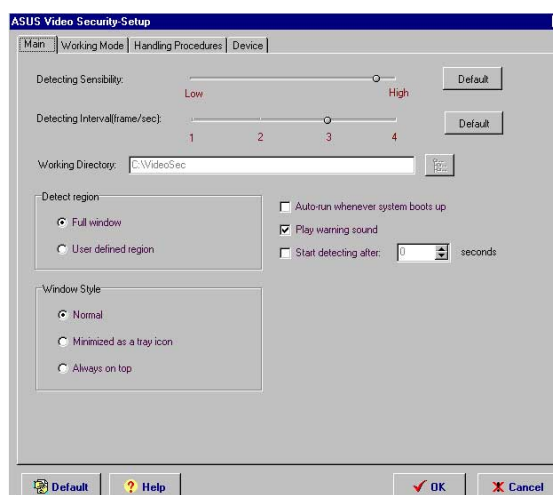 ASUS Video Security-Setup
Main Working Mode Handling Procedures Device
Detecting Sensibility:
Low High
Default
Detecting Interval(frame/sec):
1 2 3 4
Default
Working Directory: C:\VideoSec
Detect region
Full window
User defined region
Auto-run whenever system boots up
Play warning sound
Start detecting after: 0 seconds
Window Style
Normal
Minimized as a tray icon
Always on top
Default ? Help OK Cancel